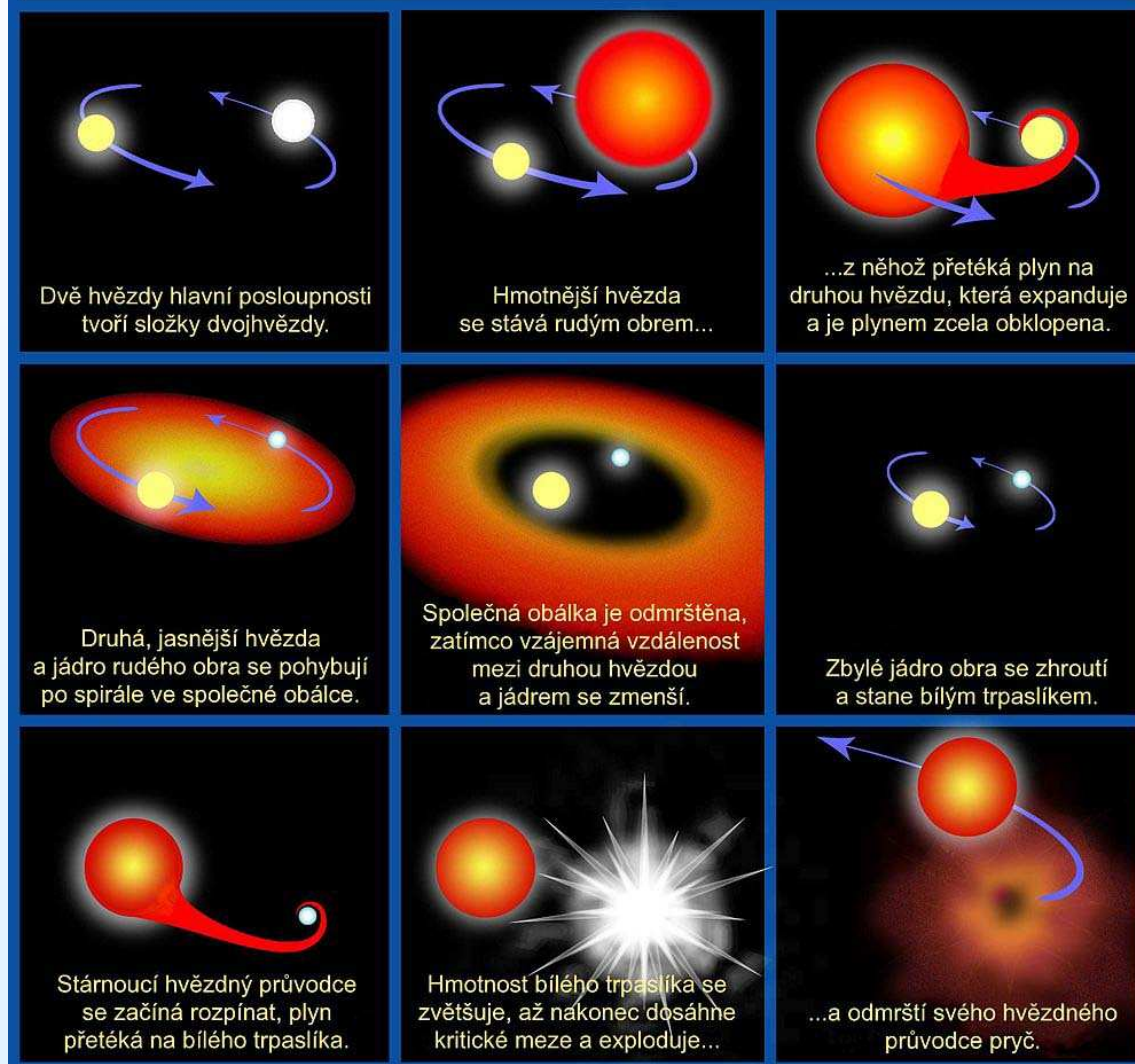 Dvě hvězdy hlavní posloupnosti
tvoří složky dvojhvězdy.
Hmotnější hvězda
se stává rudým obrem...
...z něhož přetéká plyn na
druhou hvězdu, která expanduje
a je plynem zcela obklopena.
Druhá, jasnější hvězda
a jádro rudého obra se pohybují
po spirále ve společné obálce.
Společná obálka je odmrštěna,
zatímco vzájemná vzdálenost
mezi druhou hvězdou
a jádrem se zmenší.
Zbylé jádro obra se zhroutí
a stane bílým trpaslíkem.
Stárnoucí hvězdný průvodce
se začíná rozpínat, plyn
přetéká na bílého trpaslíka.
Hmotnost bílého trpaslíka se
zvětšuje, až nakonec dosáhne
kritické meze a exploduje...
...a odmrští svého hvězdného
průvodce pryč.